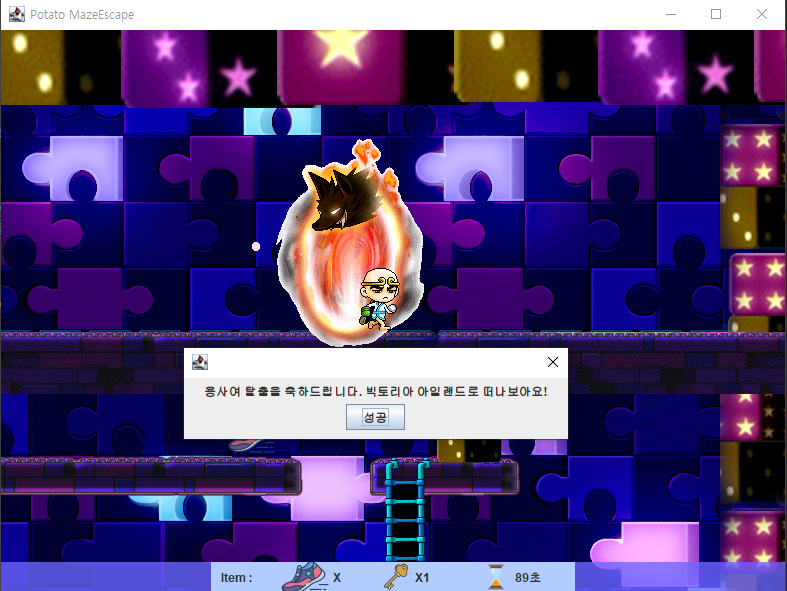 Potato MazeEscape
용사여 탈출을 축하드립니다. 빅토리아 아일랜드로 떠나보아요!
성공
Item : X X1 89초